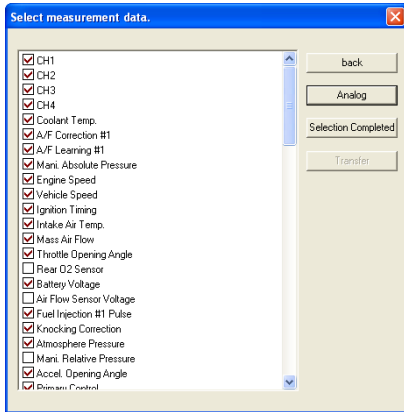 Select measurement data.
CH1
CH2
CH3
CH4
Coolant Temp.
A/F Correction #1
A/F Learning #1
Mani. Absolute Pressure
Engine Speed
Vehicle Speed
Ignition Timing
Intake Air Temp.
Mass Air Flow
Throttle Opening Angle
Rear O2 Sensor
Battery Voltage
Air Flow Sensor Voltage
Fuel Injection #1 Pulse
Knocking Correction
Atmosphere Pressure
Mani. Relative Pressure
Accel. Opening Angle
Primary Control
back
Analog
Selection Completed
Transfer